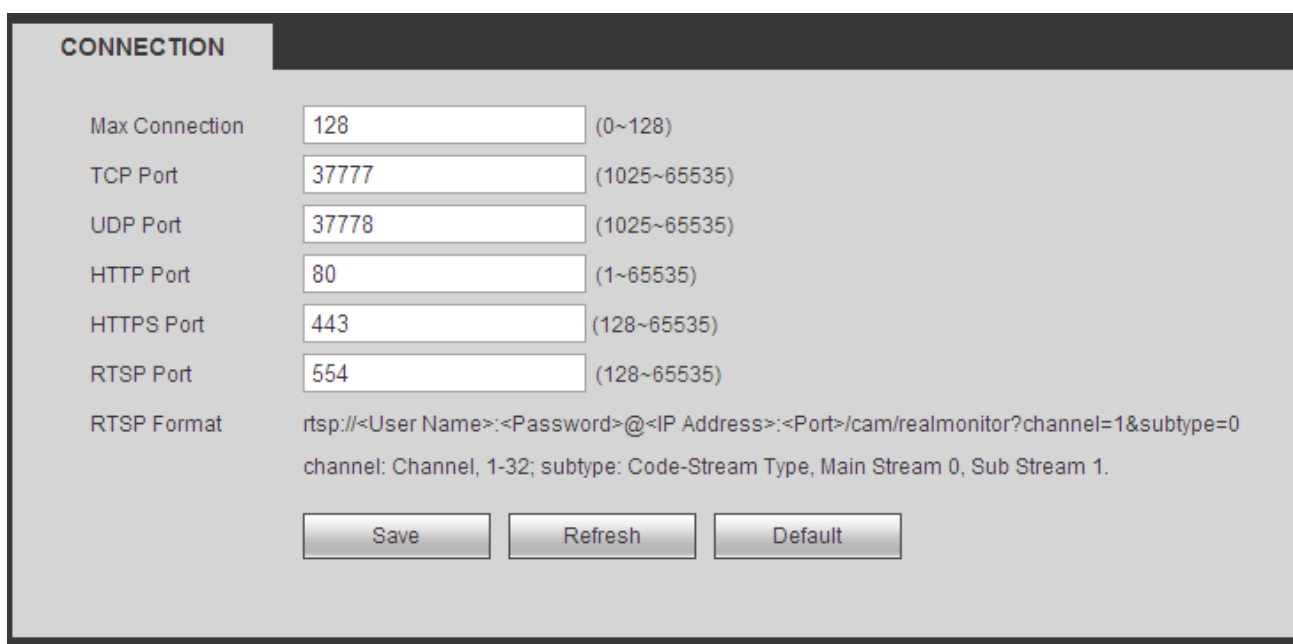 CONNECTION
Max Connection 128 (0~128)
TCP Port 37777 (1025~65535)
UDP Port 37778 (1025~65535)
HTTP Port 80 (1~65535)
HTTPS Port 443 (128~65535)
RTSP Port 554 (128~65535)
RTSP Format rtsp://<User Name>:<Password>@<IP Address>:<Port>/cam/realmonitor?channel=1&subtype=0
channel: Channel, 1-32; subtype: Code-Stream Type, Main Stream 0, Sub Stream 1.
Save Refresh Default